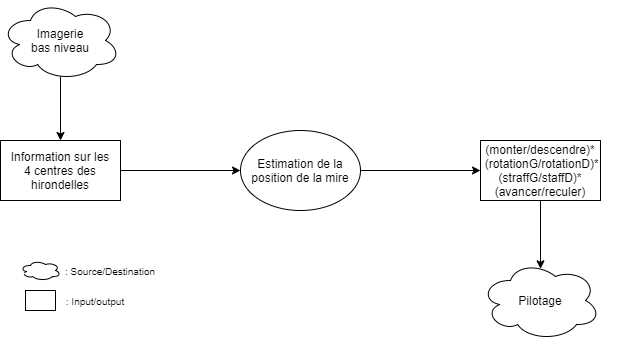 Imagerie
bas niveau
Information sur les
4 centres des
hirondelles
Estimation de la
position de la mire
(monter/descendre)*
(rotationG/rotationD)*
(straffG/staffD)*
(avancer/reculer)
Pilotage
: Source/Destination
: Input/output